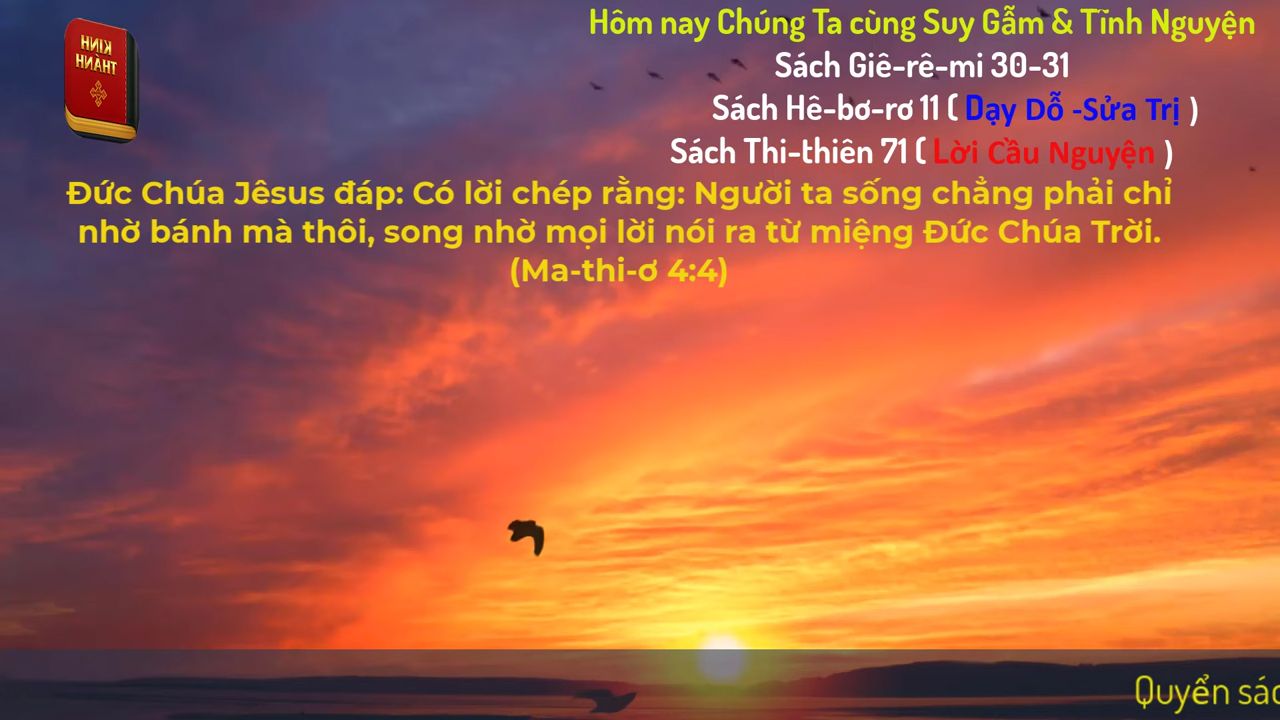 KINH
THÁNH
Hôm nay Chúng Ta cùng Suy Gẫm & Tĩnh Nguyện
Sách Giê-rê-mi 30-31
Sách Hê-bơ-rơ 11 ( Dạy Dỗ -Sửa Trị )
Sách Thi-thiên 71 ( Lời Cầu Nguyện )
Đức Chúa Jêsus đáp: Có lời chép rằng: Người ta sống chẳng phải chỉ
nhờ bánh mà thôi, song nhờ mọi lời nói ra từ miệng Đức Chúa Trời.
(Ma-thi-ơ 4:4)
Quyển